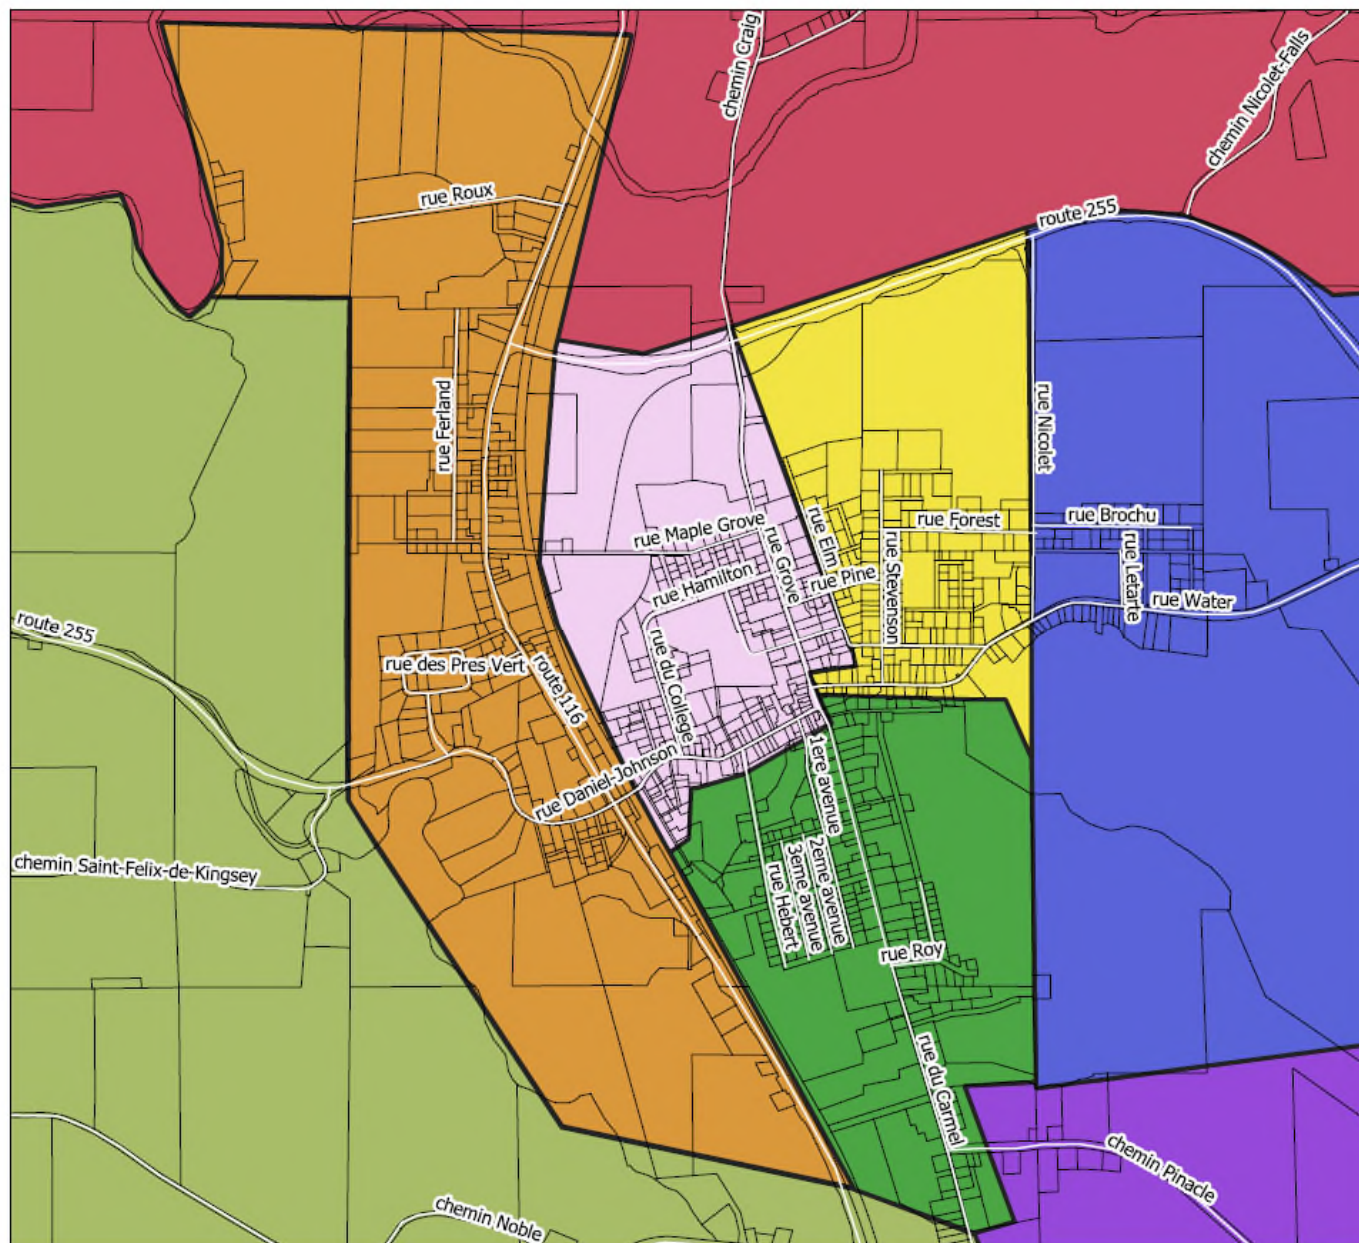 chemin Craig
chemin Nicolet-Falls
rue Roux
route 255
rue Ferland
rue Nicolet
rue Maple Grove
rue Elm
rue Forest
rue Brochu
rue Grove
rue Stevenson
rue Letarte
rue Hamilton
rue Pine
rue Water
route 255
rue des Pres Vert
route 116
rue du College
rue Daniel-Johnson
1ere avenue
chemin Saint-Felix-de-Kingsey
2eme avenue
3eme avenue
rue Hebert
rue Roy
rue du Carmel
chemin Pinacle
chemin Noble